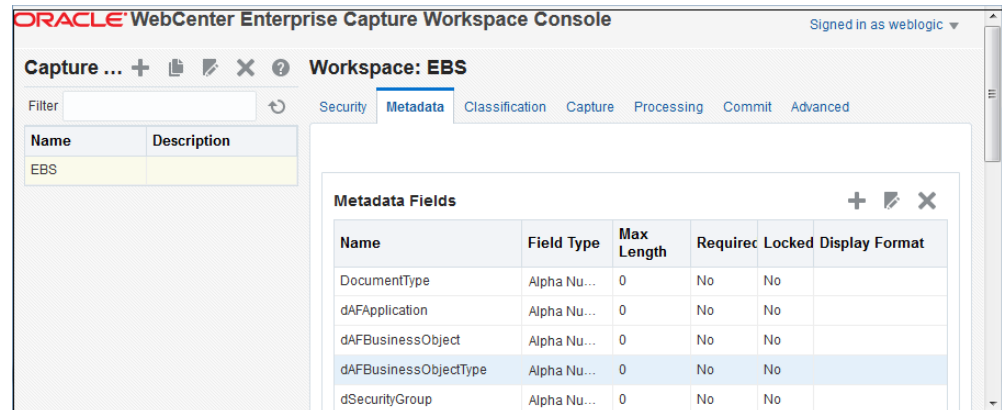 ORACLE WebCenter Enterprise Capture Workspace Console
Signed in as weblogic
Capture ...
Workspace: EBS
Filter
Security Metadata Classification Capture Processing Commit Advanced
Name Description
EBS
Metadata Fields
Name Field Type Max Length Required Locked Display Format
DocumentType Alpha Nu... 0 No No
dAFApplication Alpha Nu... 0 No No
dAFBusinessObject Alpha Nu... 0 No No
dAFBusinessObjectType Alpha Nu... 0 No No
dSecurityGroup Alpha Nu... 0 No No